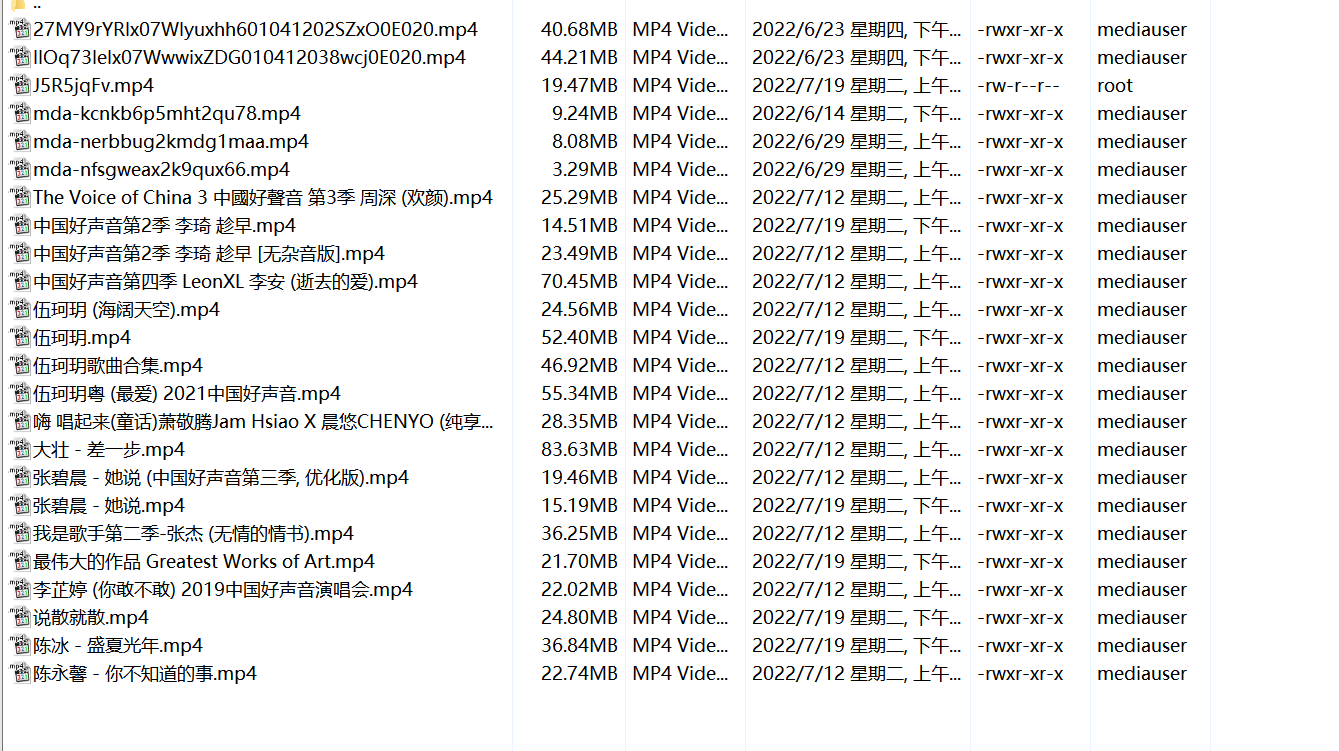 ..
27MY9rYRlx07Wlyuxhh601041202SZxO0E020.mp4 40.68MB MP4 Vide... 2022/6/23 星期四, 下午... -rwxr-xr-x mediauser
IlOq73lelx07WwwixZDG010412038wcj0E020.mp4 44.21MB MP4 Vide... 2022/6/23 星期四, 下午... -rwxr-xr-x mediauser
J5R5jqFv.mp4 19.47MB MP4 Vide... 2022/7/19 星期二, 上午... -rw-r--r-- root
mda-kcnkb6p5mht2qu78.mp4 9.24MB MP4 Vide... 2022/6/14 星期二, 上午... -rwxr-xr-x mediauser
mda-nerbbug2kmdg1maa.mp4 8.08MB MP4 Vide... 2022/6/29 星期三, 上午... -rwxr-xr-x mediauser
mda-nfsgweax2k9qux66.mp4 3.29MB MP4 Vide... 2022/6/29 星期三, 上午... -rwxr-xr-x mediauser
The Voice of China 3 中國好聲音 第3季 周深 (欢颜).mp4 25.29MB MP4 Vide... 2022/7/12 星期二, 上午... -rwxr-xr-x mediauser
中国好声音第2季 李琦 趁早.mp4 14.51MB MP4 Vide... 2022/7/19 星期二, 下午... -rwxr-xr-x mediauser
中国好声音第2季 李琦 趁早 [无杂音版].mp4 23.49MB MP4 Vide... 2022/7/12 星期二, 上午... -rwxr-xr-x mediauser
中国好声音第四季 LeonXL 李安 (逝去的爱).mp4 70.45MB MP4 Vide... 2022/7/12 星期二, 上午... -rwxr-xr-x mediauser
伍珂玥 (海阔天空).mp4 24.56MB MP4 Vide... 2022/7/12 星期二, 上午... -rwxr-xr-x mediauser
伍珂玥.mp4 52.40MB MP4 Vide... 2022/7/19 星期二, 下午... -rwxr-xr-x mediauser
伍珂玥歌曲合集.mp4 46.92MB MP4 Vide... 2022/7/12 星期二, 上午... -rwxr-xr-x mediauser
伍珂玥粵 (最爱) 2021中国好声音.mp4 55.34MB MP4 Vide... 2022/7/12 星期二, 上午... -rwxr-xr-x mediauser
嗨 唱起来(童话)萧敬腾Jam Hsiao X 晨悠CHENYO (纯享... 28.35MB MP4 Vide... 2022/7/12 星期二, 上午... -rwxr-xr-x mediauser
大壮 - 差一步.mp4 83.63MB MP4 Vide... 2022/7/12 星期二, 上午... -rwxr-xr-x mediauser
张碧晨 - 她说 (中国好声音第三季, 优化版).mp4 19.46MB MP4 Vide... 2022/7/12 星期二, 上午... -rwxr-xr-x mediauser
张碧晨 - 她说.mp4 15.19MB MP4 Vide... 2022/7/19 星期二, 下午... -rwxr-xr-x mediauser
我是歌手第二季-张杰 (无情的情书).mp4 36.25MB MP4 Vide... 2022/7/12 星期二, 上午... -rwxr-xr-x mediauser
最伟大的作品 Greatest Works of Art.mp4 21.70MB MP4 Vide... 2022/7/19 星期二, 下午... -rwxr-xr-x mediauser
李芷婷 (你敢不敢) 2019中国好声音演唱会.mp4 22.02MB MP4 Vide... 2022/7/12 星期二, 上午... -rwxr-xr-x mediauser
说散就散.mp4 24.80MB MP4 Vide... 2022/7/19 星期二, 下午... -rwxr-xr-x mediauser
陈冰 - 盛夏光年.mp4 36.84MB MP4 Vide... 2022/7/19 星期二, 下午... -rwxr-xr-x mediauser
陈永馨 - 你不知道的事.mp4 22.74MB MP4 Vide... 2022/7/12 星期二, 上午... -rwxr-xr-x mediauser